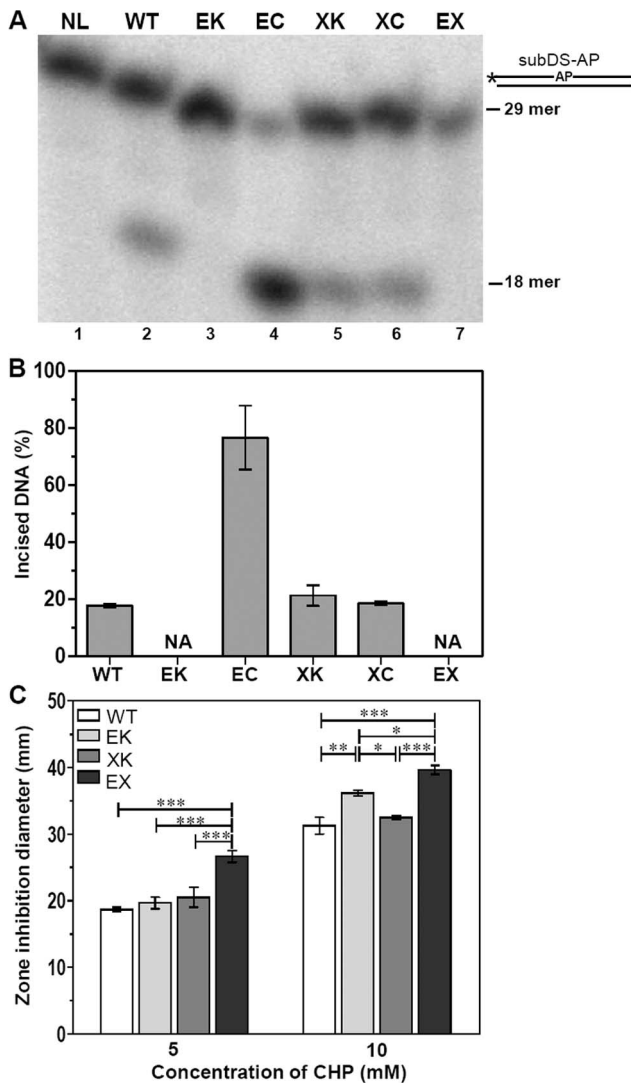 A
NL WT EK EC XK XC EX
subDS-AP
*
AP
29 mer
18 mer
1 2 3 4 5 6 7
B
Incised DNA (%)
100
80
60
40
20
0
NA NA
WT EK EC XK XC EX
C
Zone inhibition diameter (mm)
50
40
30
20
10
0
WT
EK
XK
EX
***
***
***
***
*
** * ***
5 10
Concentration of CHP (mM)